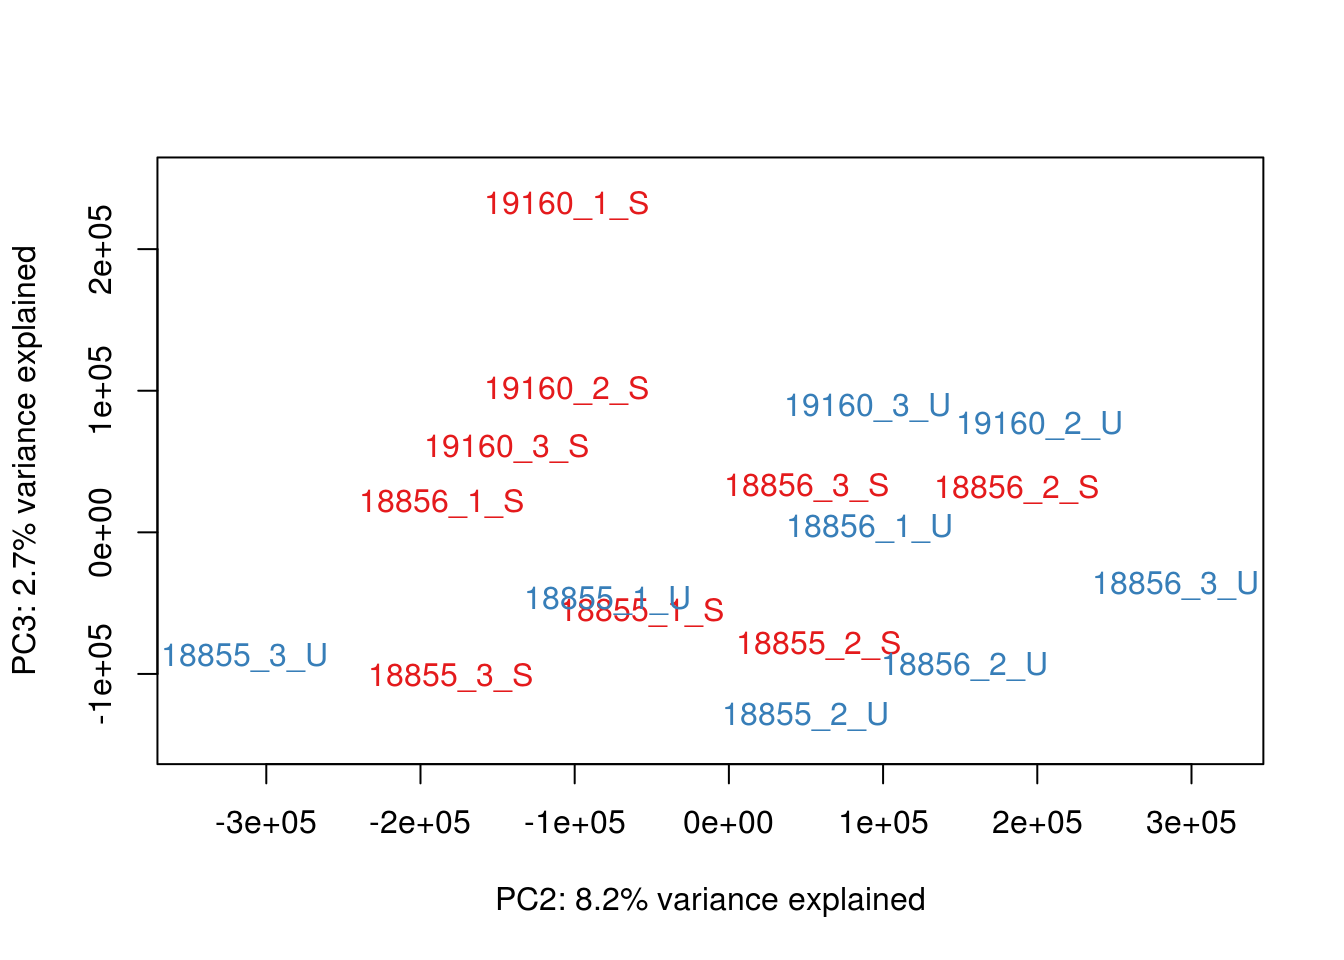 19160_1_S
2e+05
19160_2_S
1e+05
19160_3_U
19160_2_U
19160_3_S
18856_3_S
18856_2_S
18856_1_S
18856_1_U
0e+00
18856_3_U
18855_1_U
18855_1_S
18855_2_S
18855_3_U
18856_2_U
18855_3_S
-1e+05
18855_2_U
PC3: 2.7% variance explained
-3e+05 -2e+05 -1e+05 0e+00 1e+05 2e+05 3e+05
PC2: 8.2% variance explained